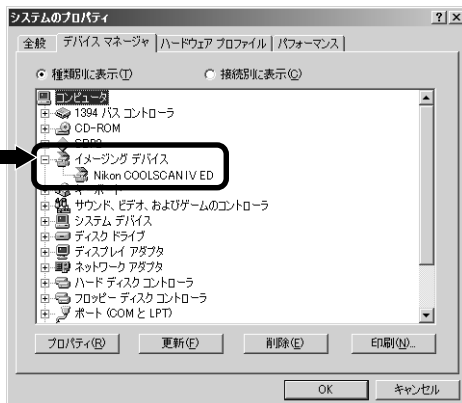 システムのプロパティ
全般 デバイス マネージャ ハードウェア プロファイル パフォーマンス
種類別に表示(T) 接続別に表示(C)
コンピュータ
1394 バス コントローラ
CD-ROM
SBP2
イメージング デバイス
Nikon COOLSCAN IV ED
キーボード
サウンド、ビデオ、およびゲームのコントローラ
システム デバイス
ディスク ドライブ
ディスプレイ アダプタ
ネットワーク アダプタ
ハード ディスク コントローラ
フロッピー ディスク コントローラ
ポート (COM と LPT)
プロパティ(R) 更新(F) 削除(E) 印刷(N)...
OK キャンセル